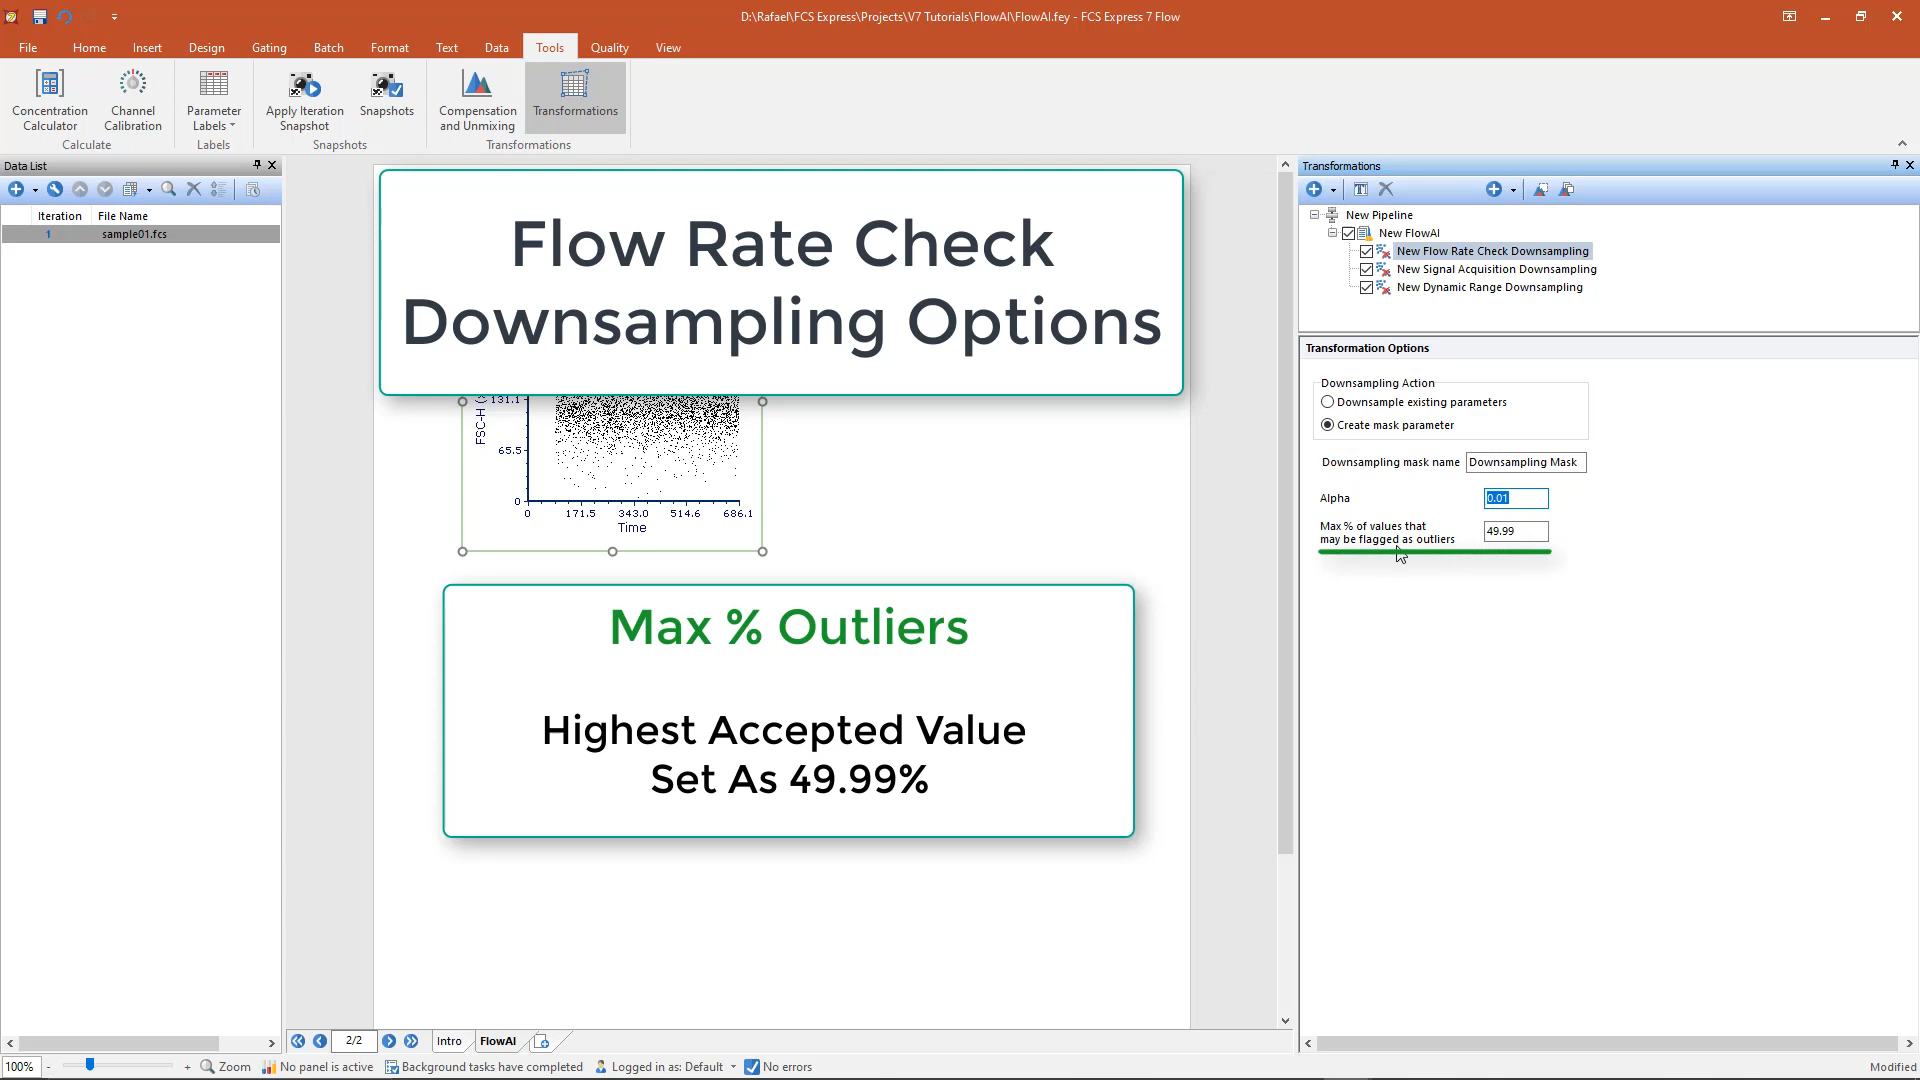 D:\Rafael\FCS Express\Projects\V7 Tutorials\FlowAI\FlowAI.fey - FCS Express 7 Flow
File Home Insert Design Gating Batch Format Text Data Tools Quality View
Concentration Calculator
Channel Calibration
Calculate
Parameter Labels
Labels
Apply Iteration Snapshot
Snapshots
Snapshots
Compensation and Unmixing
Transformations
Transformations
Data List
Iteration File Name
1 sample01.fcs
Flow Rate Check
Downsampling Options
FSC-H
131.1
65.5
0
0 171.5 343.0 514.6 686.1
Time
Max % Outliers
Highest Accepted Value
Set As 49.99%
Transformations
New Pipeline
New FlowAI
New Flow Rate Check Downsampling
New Signal Acquisition Downsampling
New Dynamic Range Downsampling
Transformation Options
Downsampling Action
Downsample existing parameters
Create mask parameter
Downsampling mask name Downsampling Mask
Alpha 0.01
Max % of values that
may be flagged as outliers 49.99
2/2 Intro FlowAI
100% - + Zoom No panel is active Background tasks have completed Logged in as: Default No errors Modified